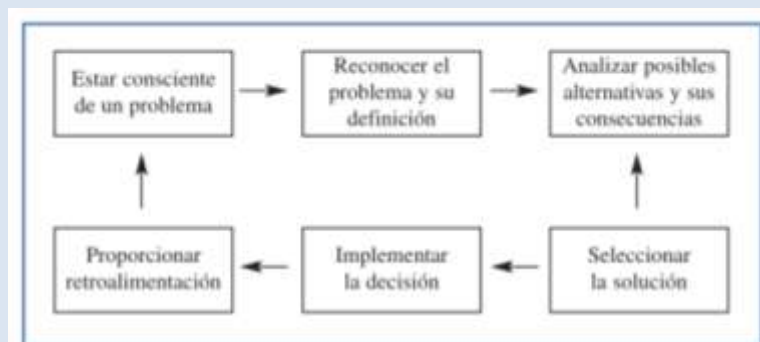 Estar consciente
de un problema
Reconocer el
problema y su
definición
Analizar posibles
alternativas y sus
consecuencias
Proporcionar
retroalimentación
Implementar
la decisión
Seleccionar
la solución